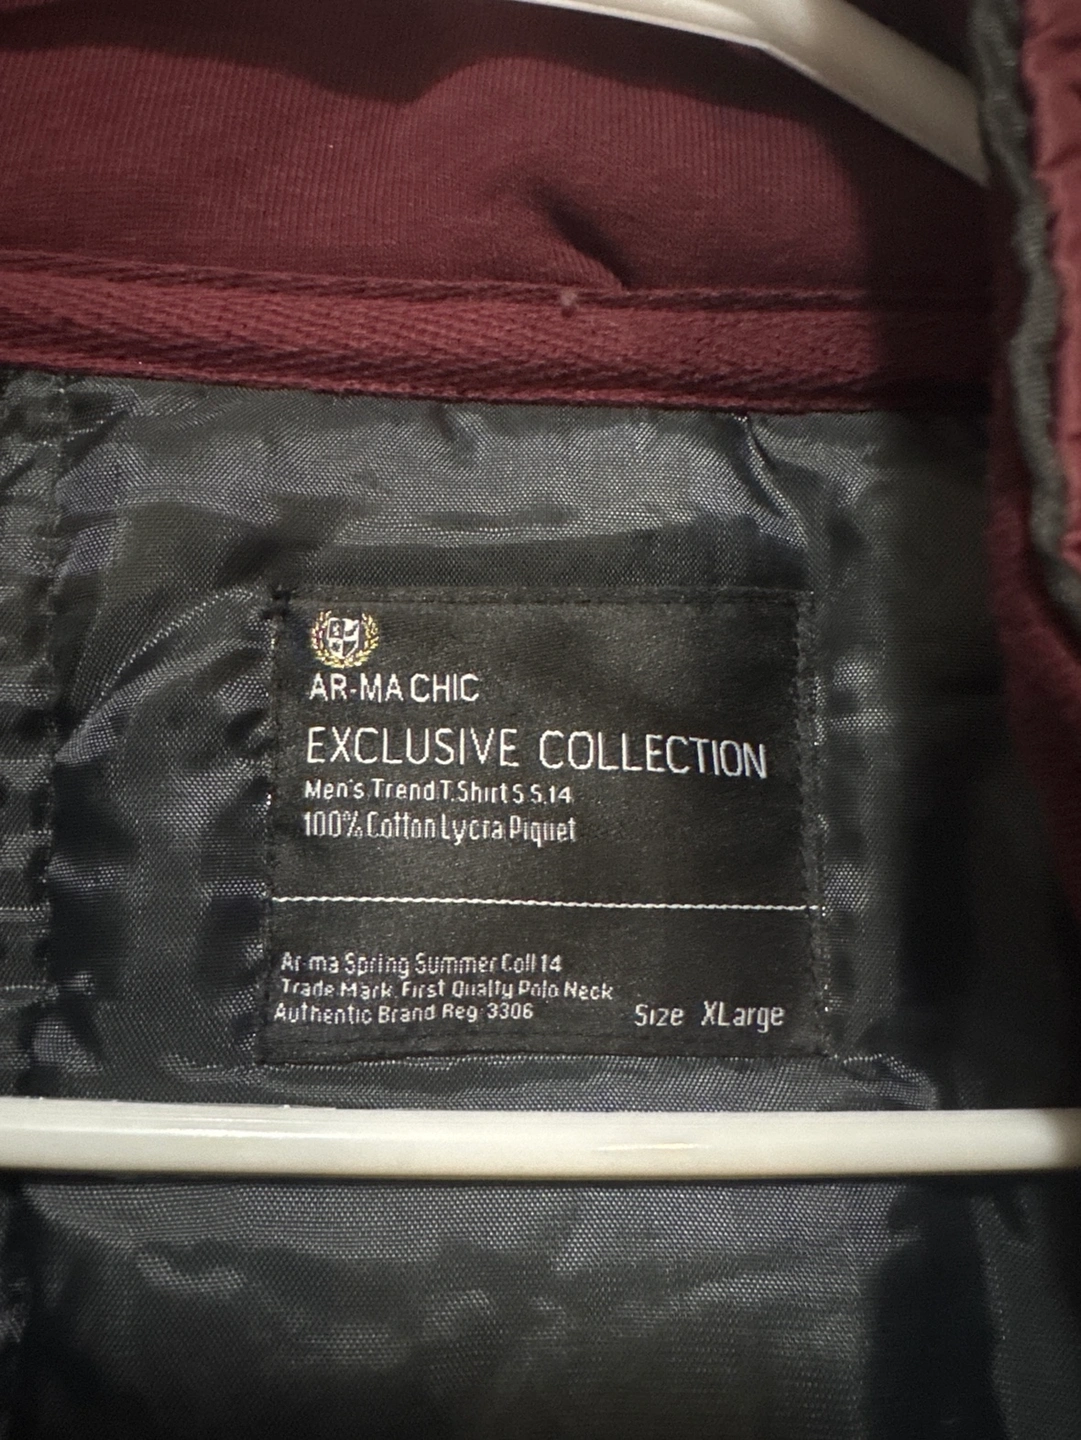 AR-MA CHIC
EXCLUSIVE COLLECTION
Men's Trend T.Shirt S.S.14
100% Cotton Lycra Piquet
Ar-ma Spring Summer Coll 14
Trade Mark. First Qualty Polo Neck
Authentic Brand Reg: 3306
Size XLarge